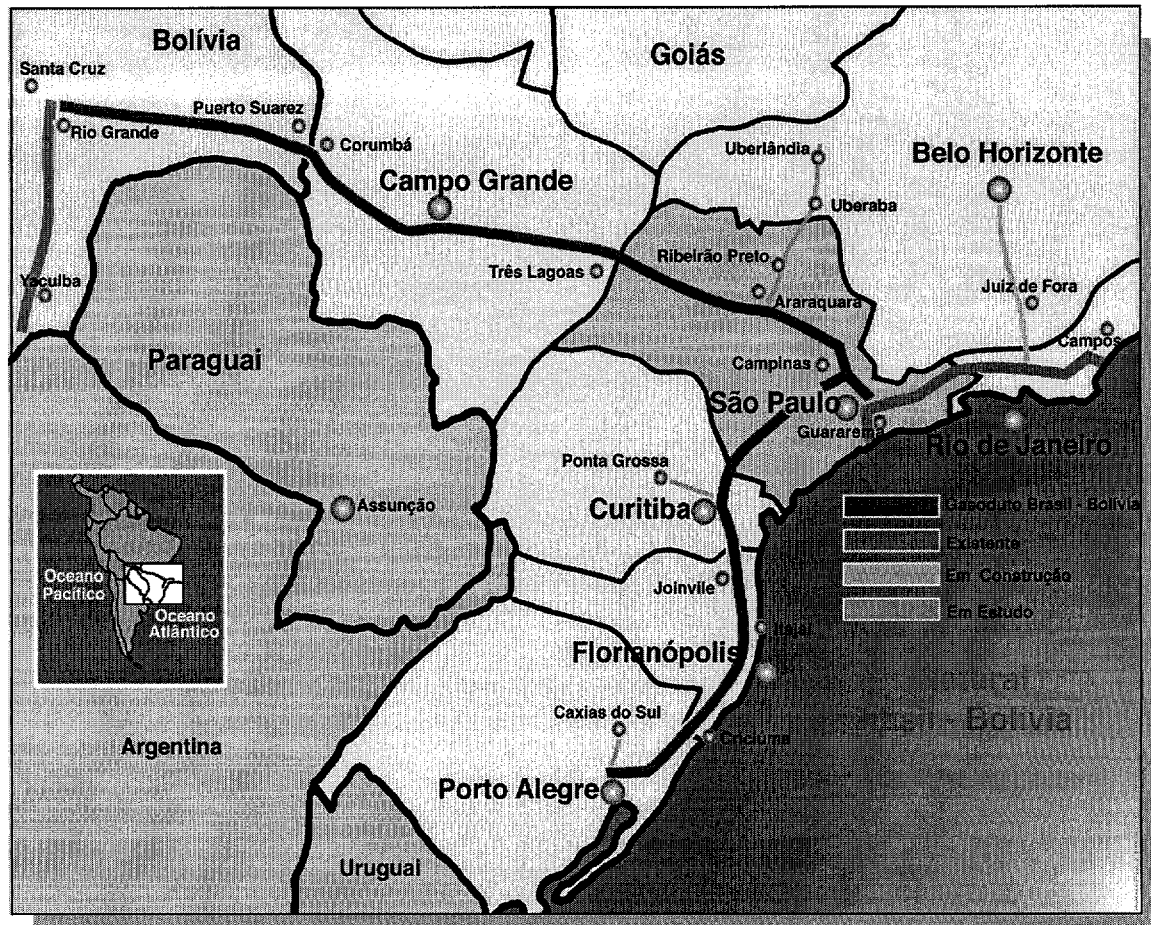 Bolívia
Goiás
Santa Cruz
Puerto Suarez
Rio Grande
Corumbá
Uberlândia
Belo Horizonte
Campo Grande
Uberaba
Ribeirão Preto
Três Lagoas
Yacuiba
Araraquara
Juiz de Fora
Campos
Paraguai
Campinas
São Paulo
Guararema
Rio de Janeiro
Ponta Grossa
Assunção
Curitiba
Gasoduto Brasil - Bolívia
Existente
Em Construção
Em Estudo
Oceano
Pacífico
Oceano
Atlântico
Joinvile
Itajaí
Florianópolis
Caxias do Sul
Criciúma
Argentina
Porto Alegre
Uruguai
Natural
Brasil - Bolívia